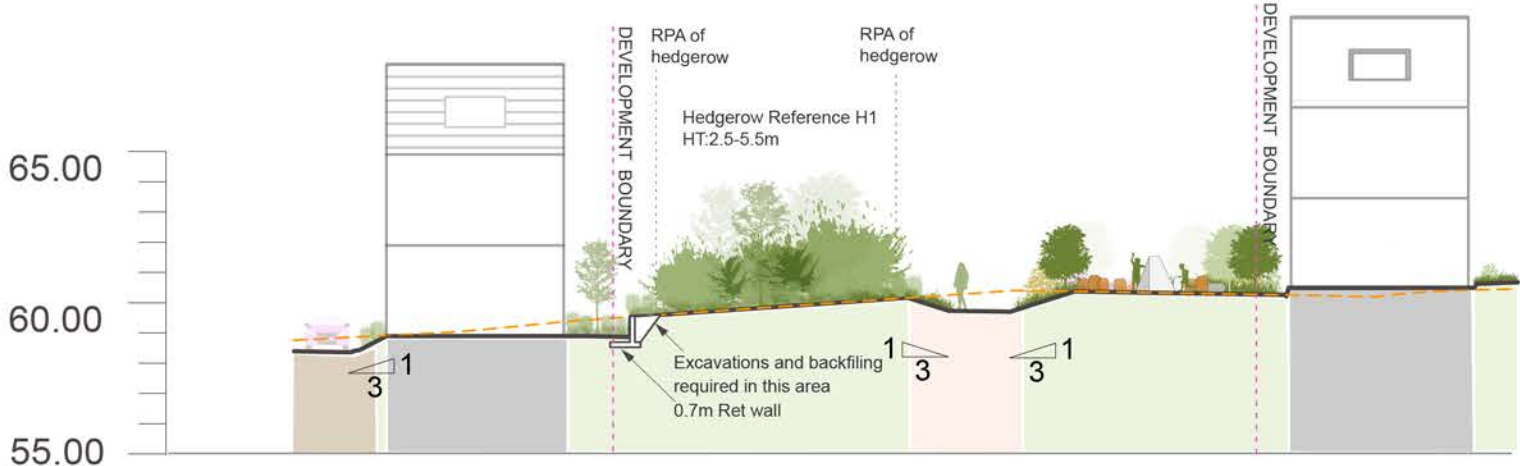 DEVELOPMENT BOUNDARY
RPA of
hedgerow
RPA of
hedgerow
DEVELOPMENT BOUNDARY
Hedgerow Reference H1
HT:2.5-5.5m
65.00
60.00
55.00
1
3
Excavations and backfiling
required in this area
0.7m Ret wall
1
3
1
3